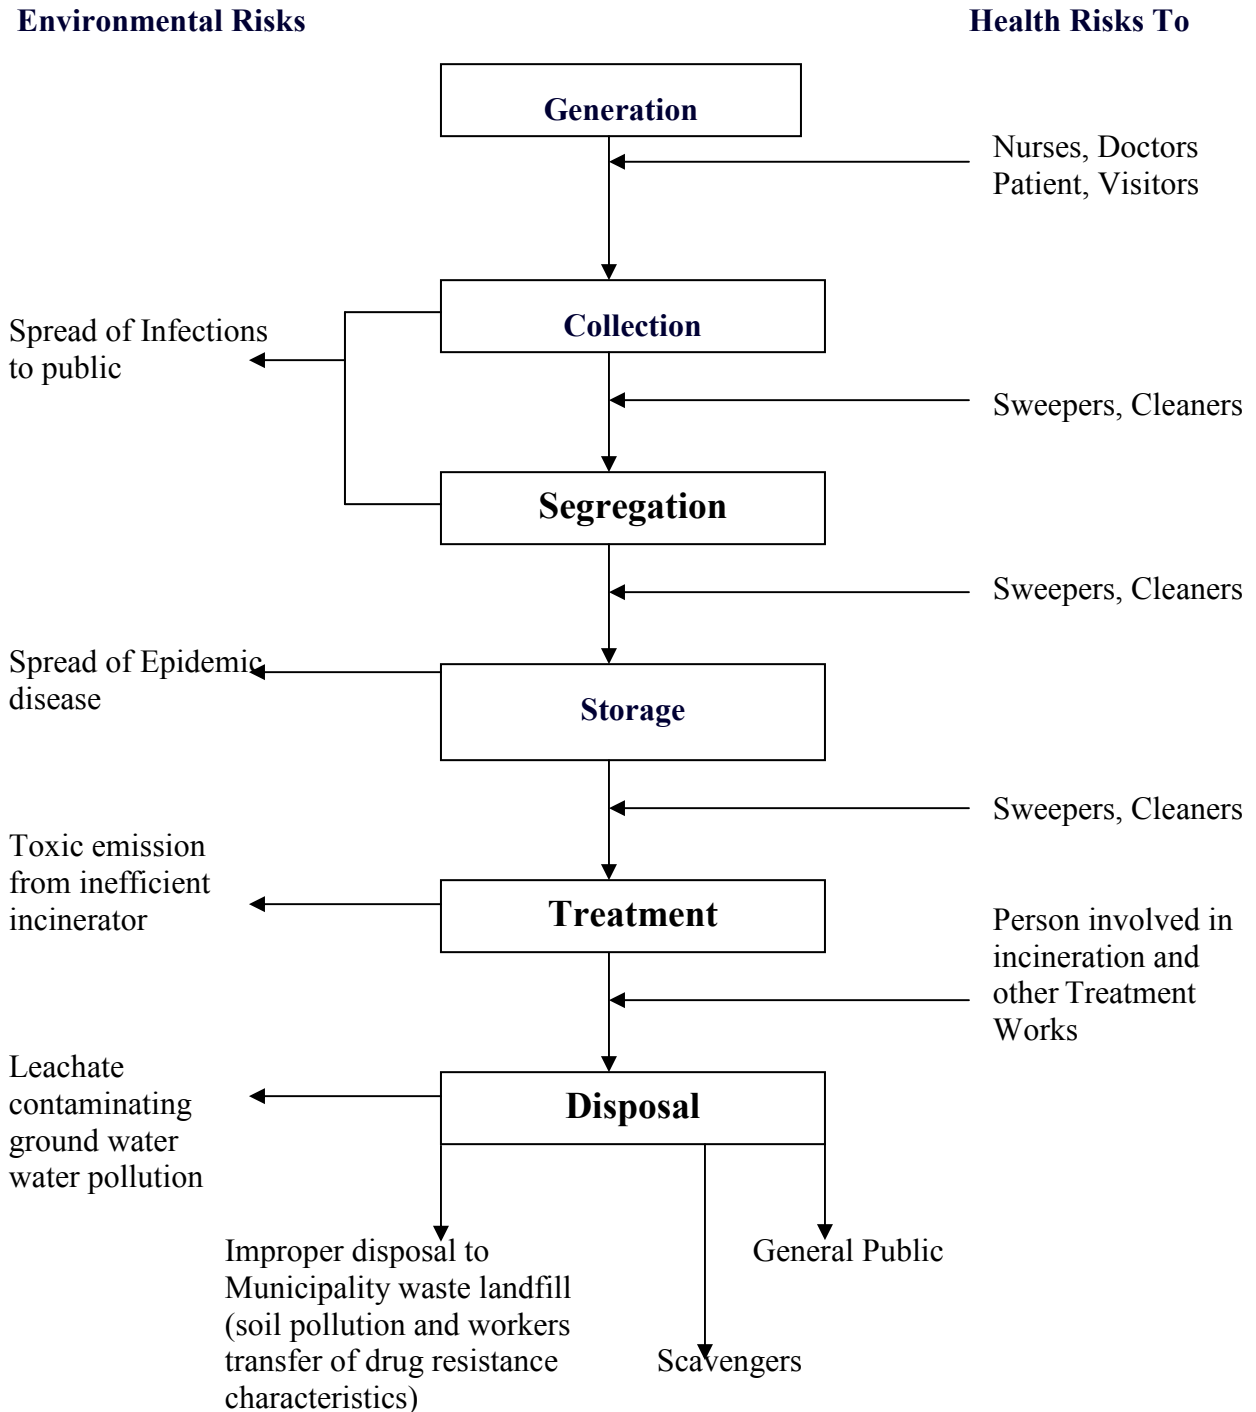 Environmental Risks
Health Risks To
Generation
Nurses, Doctors
Patient, Visitors
Collection
Spread of Infections
to public
Sweepers, Cleaners
Segregation
Sweepers, Cleaners
Spread of Epidemic
disease
Storage
Sweepers, Cleaners
Toxic emission
from inefficient
incinerator
Treatment
Person involved in
incineration and
other Treatment
Works
Leachate
contaminating
ground water
water pollution
Disposal
Improper disposal to
Municipality waste landfill
(soil pollution and workers
transfer of drug resistance
characteristics)
General Public
Scavengers